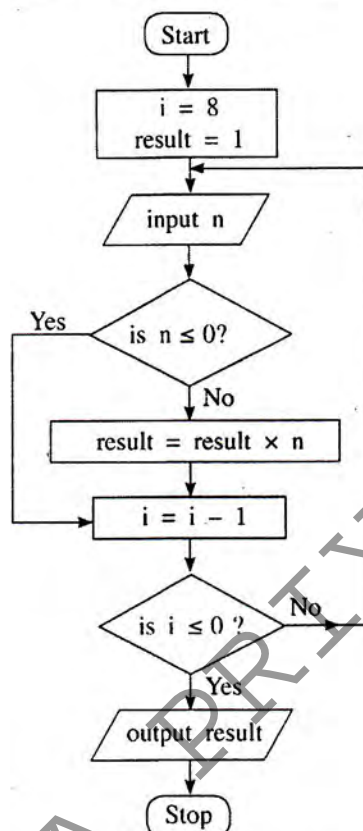 Start
i = 8
result = 1
input n
Yes
is n ≤ 0?
No
result = result × n
i = i − 1
is i ≤ 0 ?
No
Yes
output result
Stop